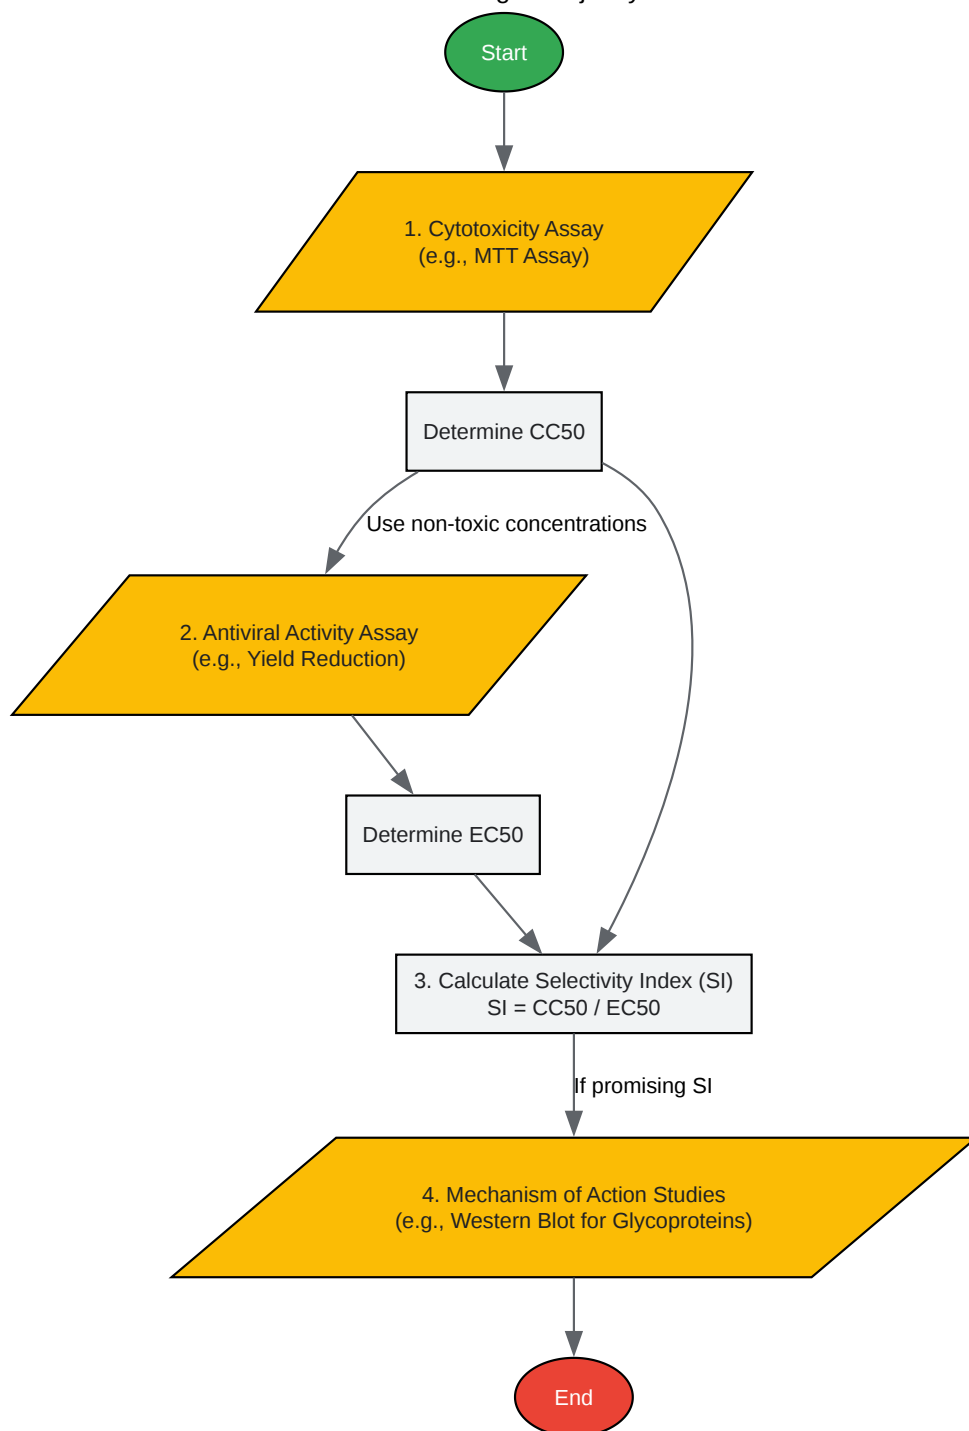 Start
1. Cytotoxicity Assay
(e.g., MTT Assay)
Determine CC50
Use non-toxic concentrations
2. Antiviral Activity Assay
(e.g., Yield Reduction)
Determine EC50
3. Calculate Selectivity Index (SI)
SI = CC50 / EC50
If promising SI
4. Mechanism of Action Studies
(e.g., Western Blot for Glycoproteins)
End